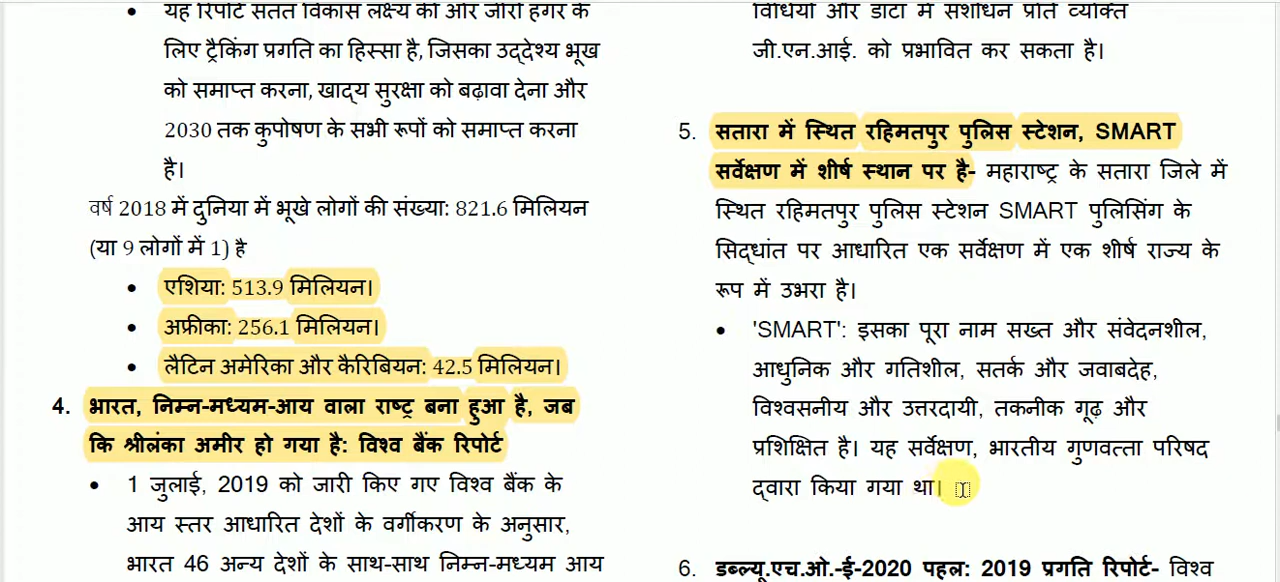 यह रिपोर्ट सतत विकास लक्ष्य की ओर जीरो हंगर के
लिए ट्रैकिंग प्रगति का हिस्सा है, जिसका उद्देश्य भूख
को समाप्त करना, खाद्य सुरक्षा को बढ़ावा देना और
2030 तक कुपोषण के सभी रूपों को समाप्त करना
है।
वर्ष 2018 में दुनिया में भूखे लोगों की संख्या: 821.6 मिलियन
(या 9 लोगों में 1) है
• एशिया: 513.9 मिलियन।
• अफ्रीका: 256.1 मिलियन।
• लैटिन अमेरिका और कैरिबियन: 42.5 मिलियन।
4. भारत, निम्न-मध्यम-आय वाला राष्ट्र बना हुआ है, जब
कि श्रीलंका अमीर हो गया है: विश्व बैंक रिपोर्ट
• 1 जुलाई, 2019 को जारी किए गए विश्व बैंक के
आय स्तर आधारित देशों के वर्गीकरण के अनुसार,
भारत 46 अन्य देशों के साथ-साथ निम्न-मध्यम आय
विधियों और डाटा में संशोधन प्रति व्यक्ति
जी.एन.आई. को प्रभावित कर सकता है।
5. सतारा में स्थित रहिमतपुर पुलिस स्टेशन, SMART
सर्वेक्षण में शीर्ष स्थान पर है- महाराष्ट्र के सतारा जिले में
स्थित रहिमतपुर पुलिस स्टेशन SMART पुलिसिंग के
सिद्धांत पर आधारित एक सर्वेक्षण में एक शीर्ष राज्य के
रूप में उभरा है।
• 'SMART': इसका पूरा नाम सख्त और संवेदनशील,
आधुनिक और गतिशील, सतर्क और जवाबदेह,
विश्वसनीय और उत्तरदायी, तकनीक गूढ़ और
प्रशिक्षित है। यह सर्वेक्षण, भारतीय गुणवत्ता परिषद
द्वारा किया गया था।
6. डब्ल्यू.एच.ओ.-ई-2020 पहल: 2019 प्रगति रिपोर्ट- विश्व